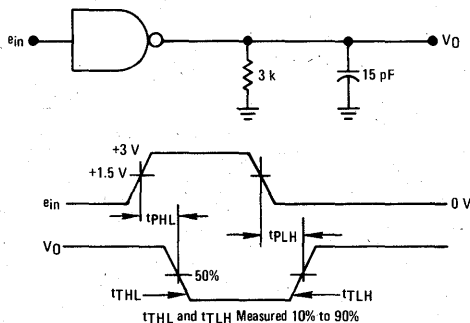 ein
VO
3 k
15 pF
+3 V
+1.5 V
ein
0 V
tPHL
tPLH
VO
50%
tTHL
tTLH
tTHL and tTLH Measured 10% to 90%